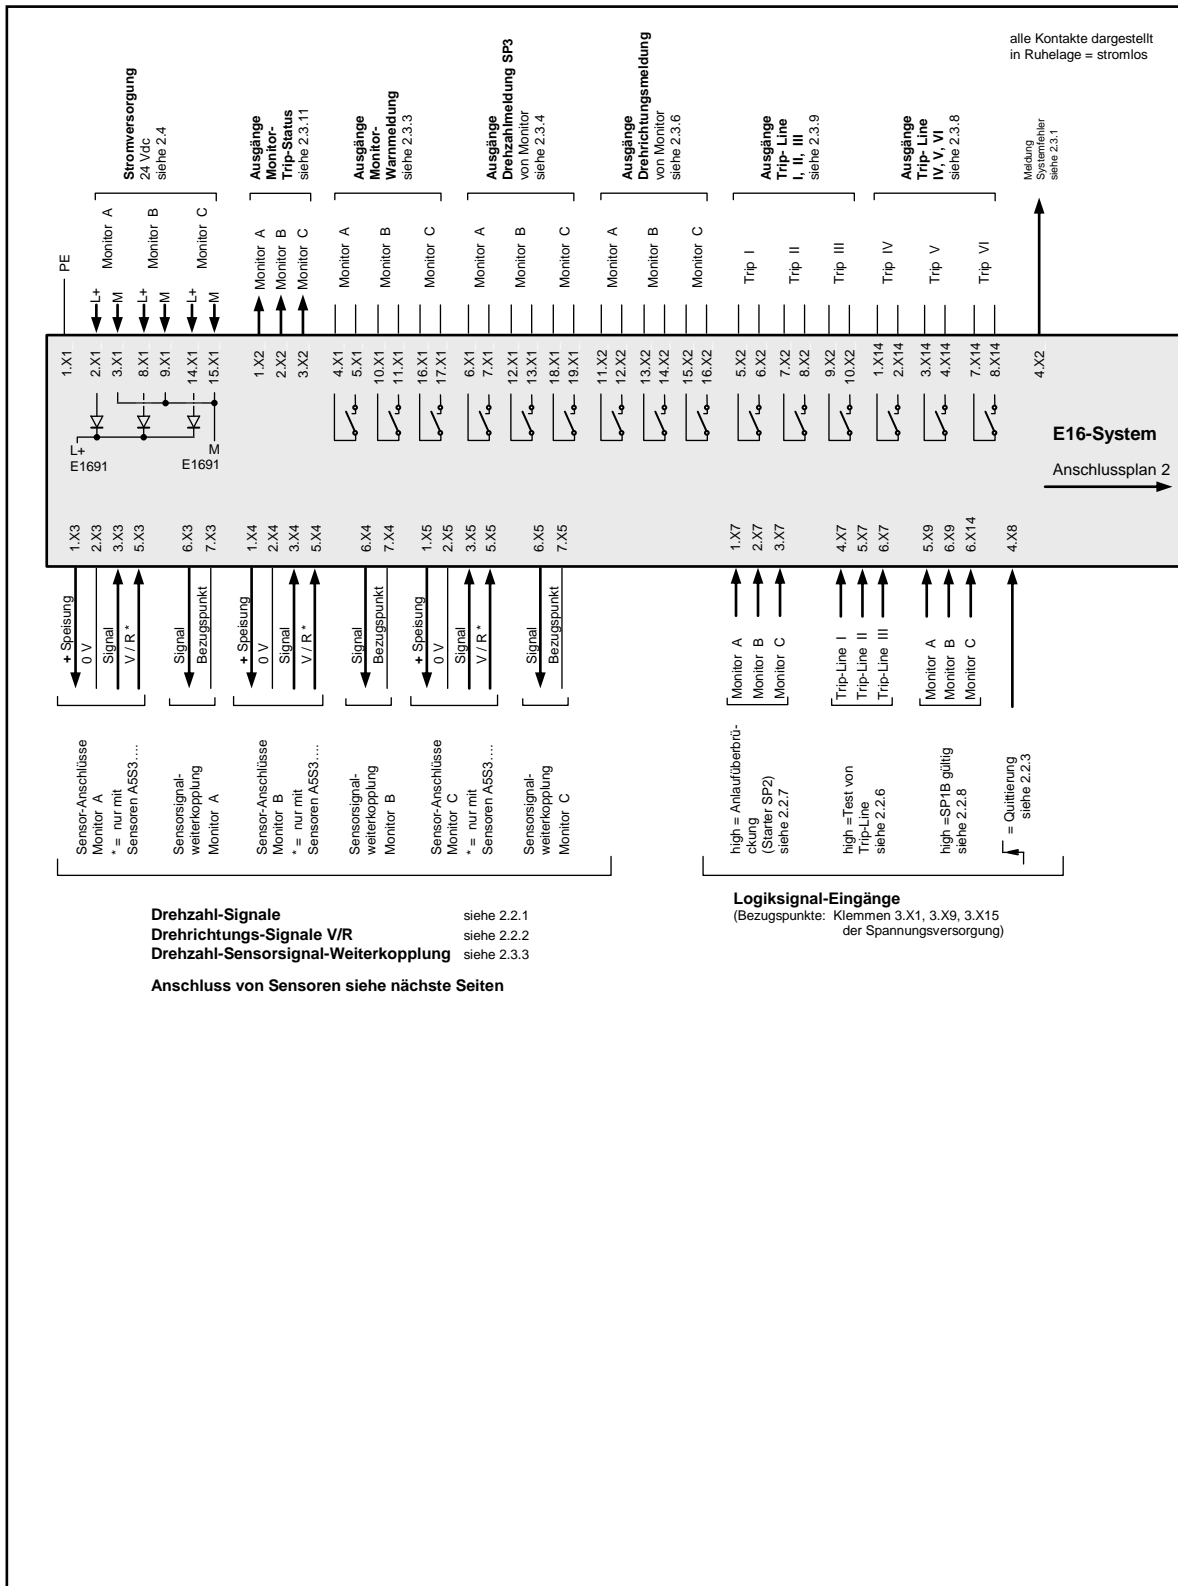 alle Kontakte dargestellt
in Ruhelage = stromlos
Stromversorgung
24 Vdc
siehe 2.4
Ausgänge
Monitor-
Trip-Status
siehe 2.3.11
Ausgänge
Monitor-
Warnmeldung
siehe 2.3.3
Ausgänge
Drehzahlmeldung SP3
von Monitor
siehe 2.3.4
Ausgänge
Drehrichtungsmeldung
von Monitor
siehe 2.3.6
Ausgänge
Trip- Line
I, II, III
siehe 2.3.9
Ausgänge
Trip- Line
IV, V, VI
siehe 2.3.8
Meldung
Systemfehler
siehe 2.3.1
PE
Monitor A
Monitor B
Monitor C
L+
M
L+
M
L+
M
Monitor A
Monitor B
Monitor C
Monitor A
Monitor B
Monitor C
Monitor A
Monitor B
Monitor C
Monitor A
Monitor B
Monitor C
Trip I
Trip II
Trip III
Trip IV
Trip V
Trip VI
1.X1
2.X1
3.X1
8.X1
9.X1
14.X1
15.X1
1.X2
2.X2
3.X2
4.X1
5.X1
10.X1
11.X1
16.X1
17.X1
6.X1
7.X1
12.X1
13.X1
18.X1
19.X1
11.X2
12.X2
13.X2
14.X2
15.X2
16.X2
5.X2
6.X2
7.X2
8.X2
9.X2
10.X2
1.X14
2.X14
3.X14
4.X14
7.X14
8.X14
4.X2
L+
E1691
M
E1691
E16-System
Anschlussplan 2
1.X3
2.X3
3.X3
5.X3
6.X3
7.X3
1.X4
2.X4
3.X4
5.X4
6.X4
7.X4
1.X5
2.X5
3.X5
5.X5
6.X5
7.X5
1.X7
2.X7
3.X7
4.X7
5.X7
6.X7
5.X9
6.X9
6.X14
4.X8
+ Speisung
0 V
Signal
V / R *
Signal
Bezugspunkt
+ Speisung
0 V
Signal
V / R *
Signal
Bezugspunkt
+ Speisung
0 V
Signal
V / R *
Signal
Bezugspunkt
Monitor A
Monitor B
Monitor C
Trip-Line I
Trip-Line II
Trip-Line III
Monitor A
Monitor B
Monitor C
Sensor-Anschlüsse
Monitor A
* = nur mit
Sensoren A5S3....
Sensorsignal-
weiterkopplung
Monitor A
Sensor-Anschlüsse
Monitor B
* = nur mit
Sensoren A5S3....
Sensorsignal-
weiterkopplung
Monitor B
Sensor-Anschlüsse
Monitor C
* = nur mit
Sensoren A5S3....
Sensorsignal-
weiterkopplung
Monitor C
high = Anlaufüberbrü-
ckung
(Starter SP2)
siehe 2.2.7
high =Test von
Trip-Line
siehe 2.2.6
high =SP1B gültig
siehe 2.2.8
= Quittierung
siehe 2.2.3
Drehzahl-Signale siehe 2.2.1
Drehrichtungs-Signale V/R siehe 2.2.2
Drehzahl-Sensorsignal-Weiterkopplung siehe 2.3.3
Anschluss von Sensoren siehe nächste Seiten
Logiksignal-Eingänge
(Bezugspunkte: Klemmen 3.X1, 3.X9, 3.X15
der Spannungsversorgung)